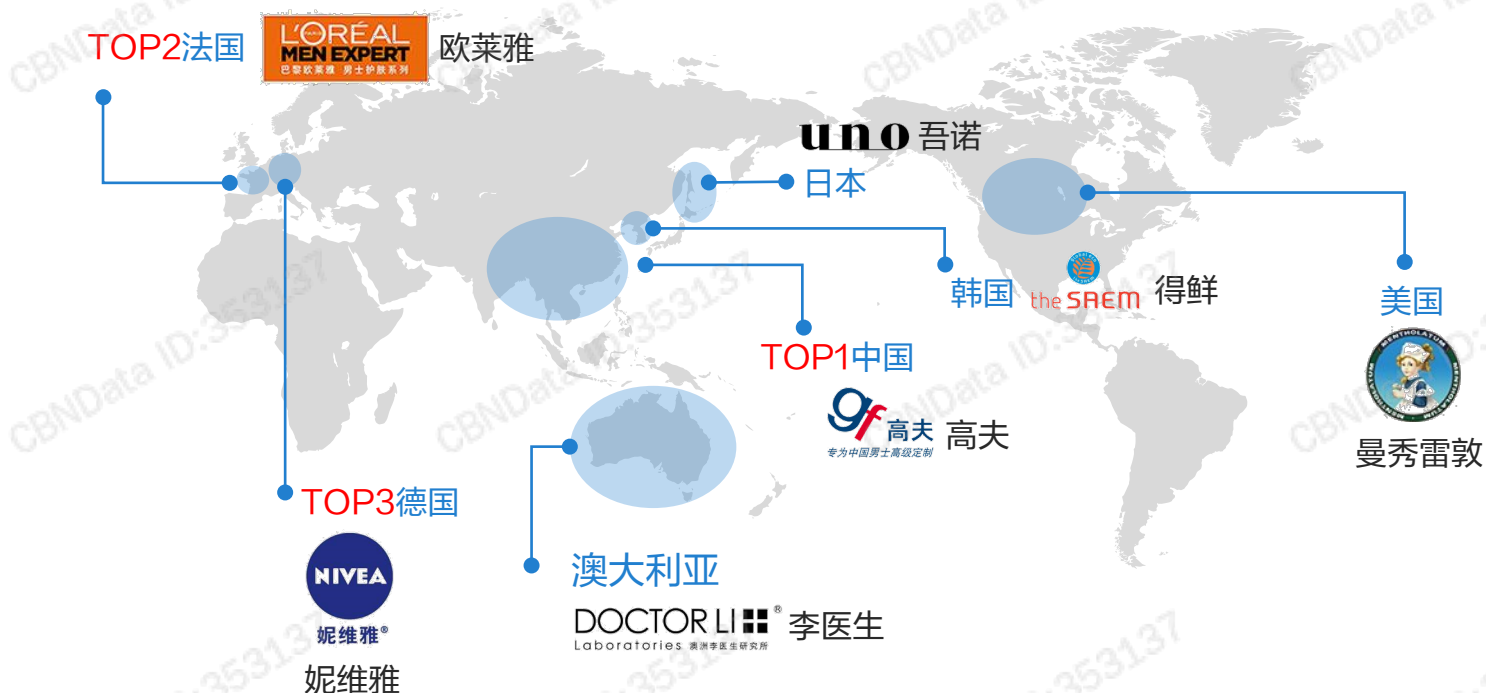 TOP2法国
L'ORÉAL
PARIS
MEN EXPERT
巴黎欧莱雅 男士护肤系列
欧莱雅
uno 吾诺
日本
韩国
the SAEM 得鲜
美国
MENTHOLATUM
曼秀雷敦
TOP1中国
gf 高夫
专为中国男士高级定制
高夫
TOP3德国
NIVEA
妮维雅®
妮维雅
澳大利亚
DOCTOR LI ®
Laboratories 澳洲李医生研究所
李医生
CBNData ID:353137